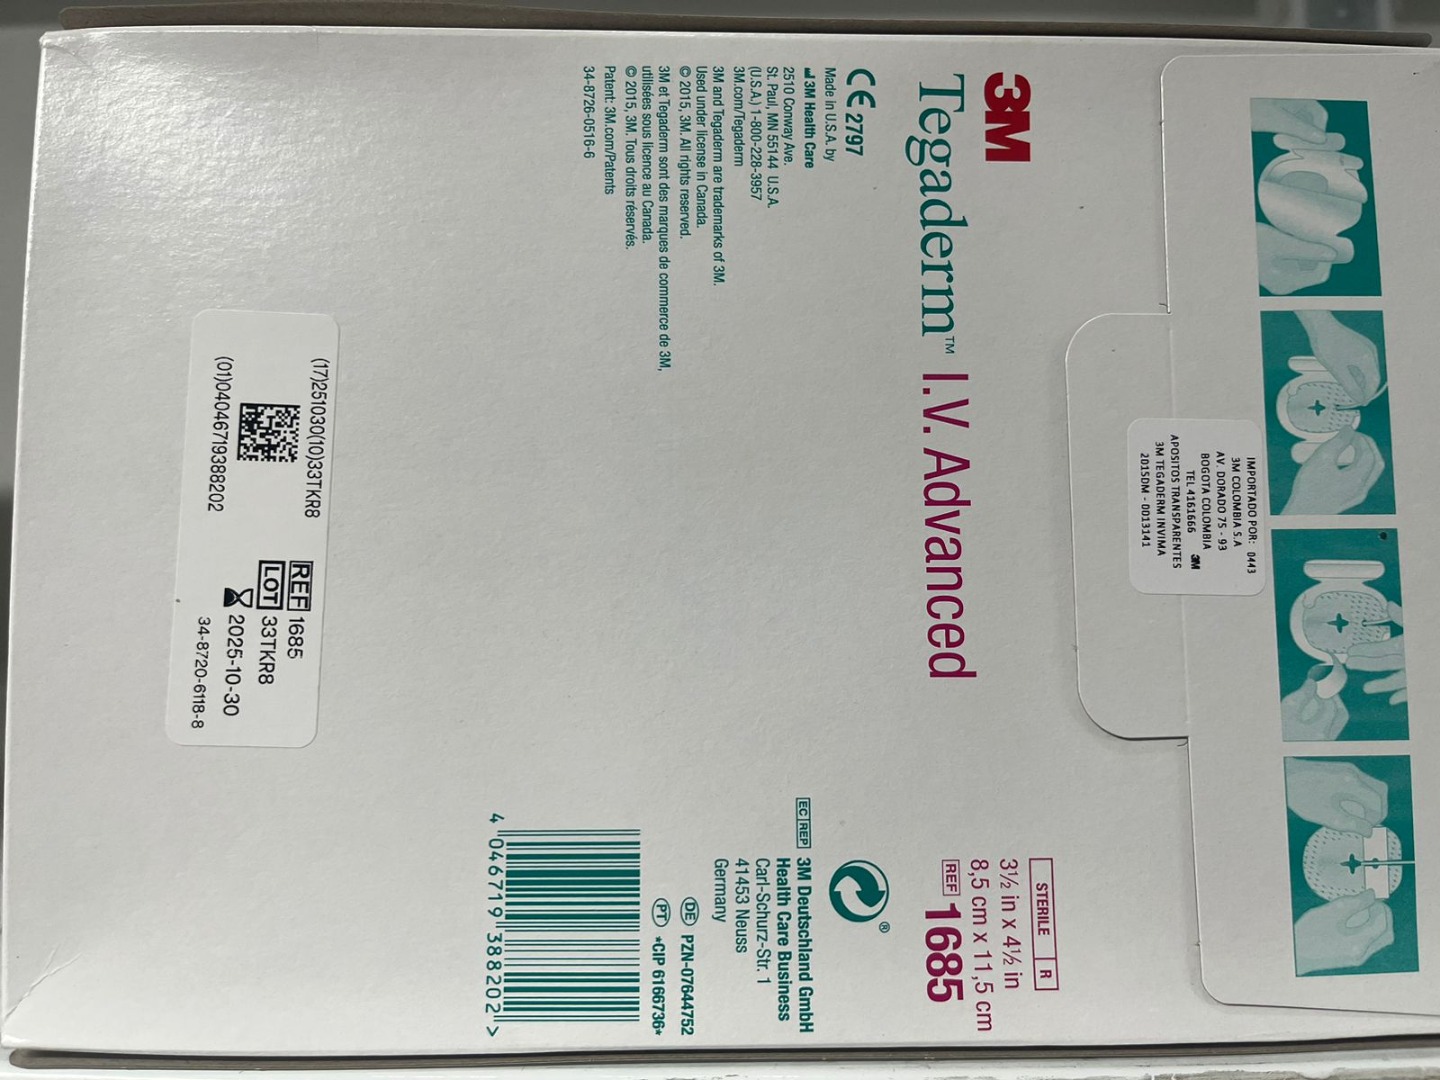 IMPORTADO POR: 0443
3M COLOMBIA S.A
AV. DORADO 75 - 93
BOGOTA COLOMBIA
TEL 4161666 3M
APOSITOS TRANSPARENTES
3M TEGADERM INVIMA
2015DM - 0013141
3M
Tegaderm™ I.V. Advanced
STERILE R
3½ in x 4½ in
8,5 cm x 11,5 cm
REF 1685
CE 2797
Made in U.S.A. by
3M Health Care
2510 Conway Ave.
St. Paul, MN 55144 U.S.A.
(U.S.A.) 1-800-228-3957
3M.com/Tegaderm
3M and Tegaderm are trademarks of 3M.
Used under license in Canada.
© 2015, 3M. All rights reserved.
3M et Tegaderm sont des marques de commerce de 3M,
utilisées sous licence au Canada.
© 2015, 3M. Tous droits réservés.
Patent: 3M.com/Patents
34-8726-0516-6
®
EC REP 3M Deutschland GmbH
Health Care Business
Carl-Schurz-Str. 1
41453 Neuss
Germany
DE PZN-07644752
PT *CIP 6166736*
4 046719 388202 >
(17)251030(10)33TKR8
(01)04046719388202
REF 1685
LOT 33TKR8
2025-10-30
34-8720-6118-8